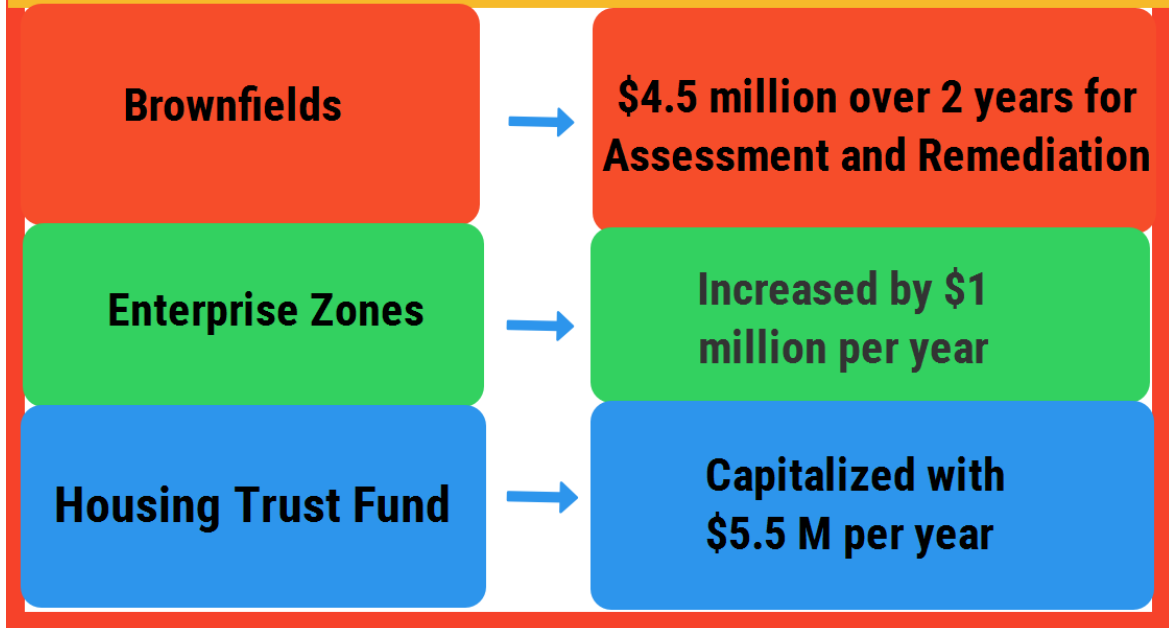 Brownfields
$4.5 million over 2 years for
Assessment and Remediation
Enterprise Zones
Increased by $1
million per year
Housing Trust Fund
Capitalized with
$5.5 M per year